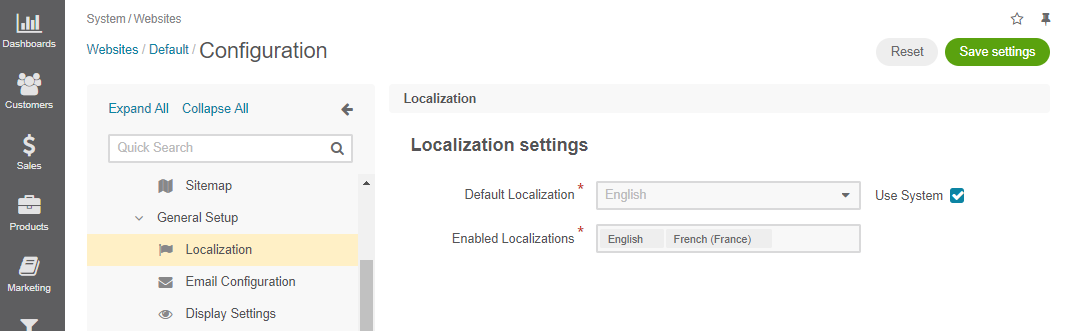 Dashboards
Customers
Sales
Products
Marketing
System / Websites
Websites / Default / Configuration
Reset
Save settings
Expand All Collapse All
Quick Search
Sitemap
General Setup
Localization
Email Configuration
Display Settings
Localization
Localization settings
Default Localization * English Use System
Enabled Localizations * English French (France)